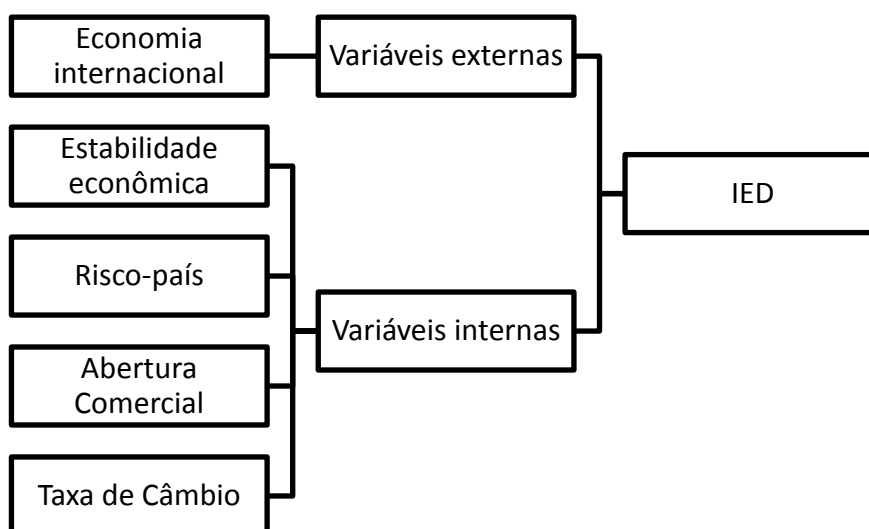 Economia
internacional
Variáveis externas
Estabilidade
econômica
IED
Risco-país
Variáveis internas
Abertura
Comercial
Taxa de Câmbio